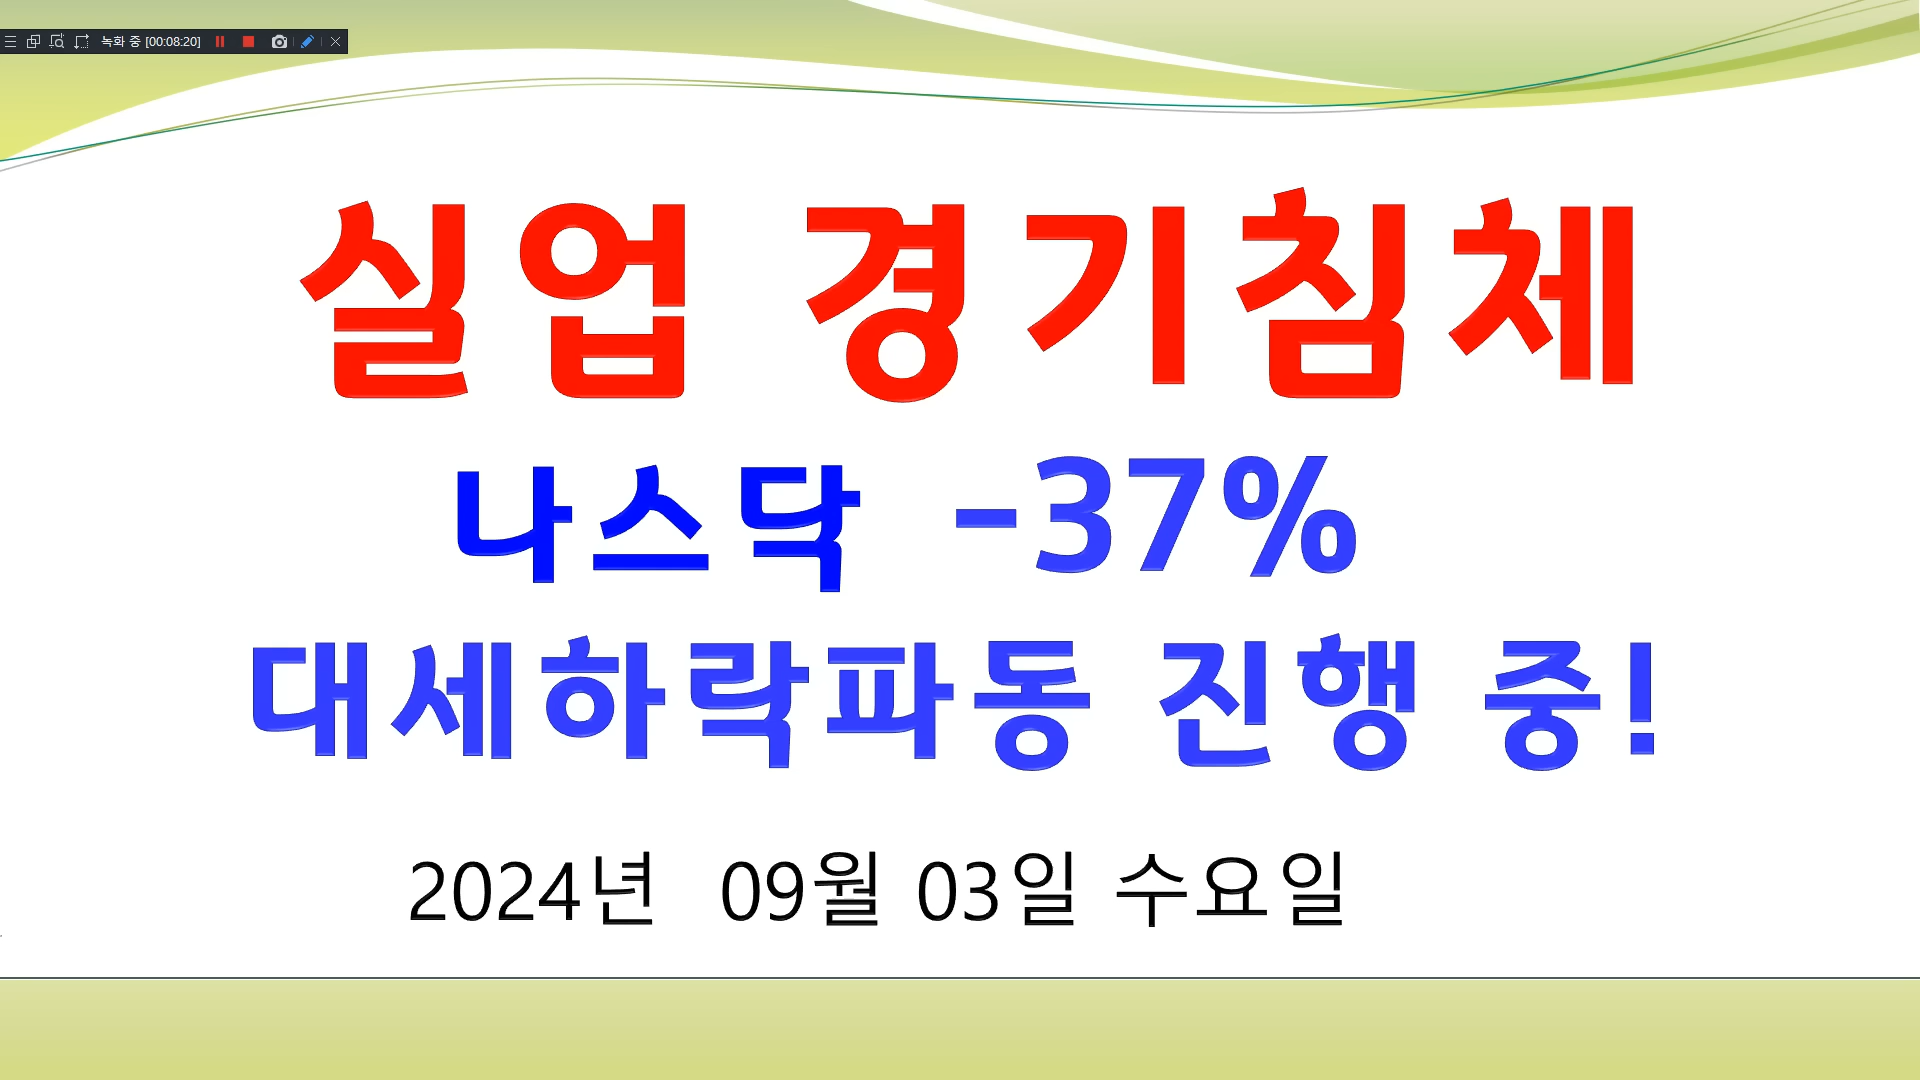 녹화 중 [00:08:20]
실업 경기침체
나스닥 -37%
대세하락파동 진행 중!
2024년 09월 03일 수요일